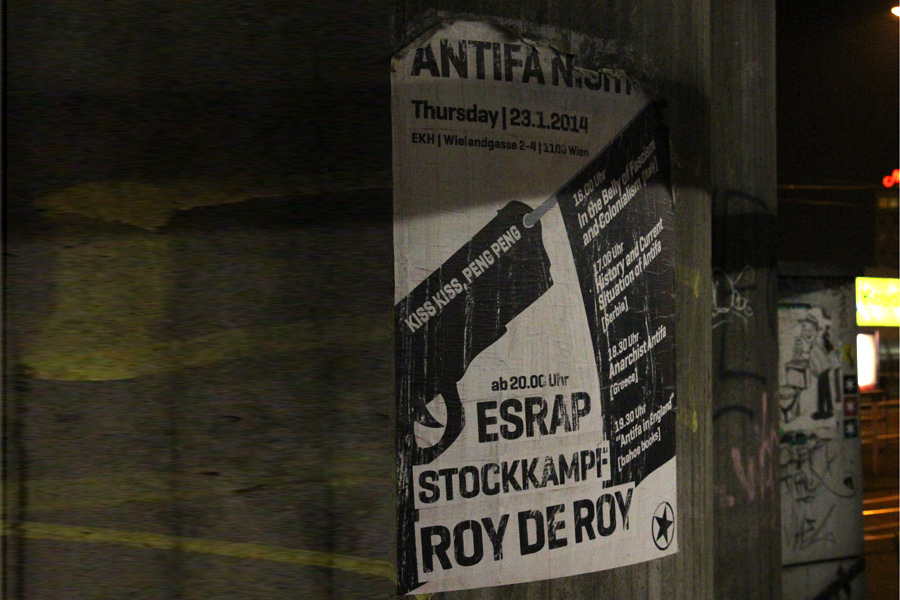 ANTIFA NIGHT
Thursday | 23.1.2014
EKH | Wielandgasse 2-4 | 1100 Wien
KISS KISS, PENG PENG
16.00 Uhr
In the Belly of Fascism
and Colonialism
17.00 Uhr
History and Current
Situation of Antifa
[Serbia]
18.30 Uhr
Anarchist Antifa
[Greece]
19.30 Uhr
"Antifa in England"
[bahoe books]
ab 20.00 Uhr
ESRAP
STOCKKAMPF
ROY DE ROY